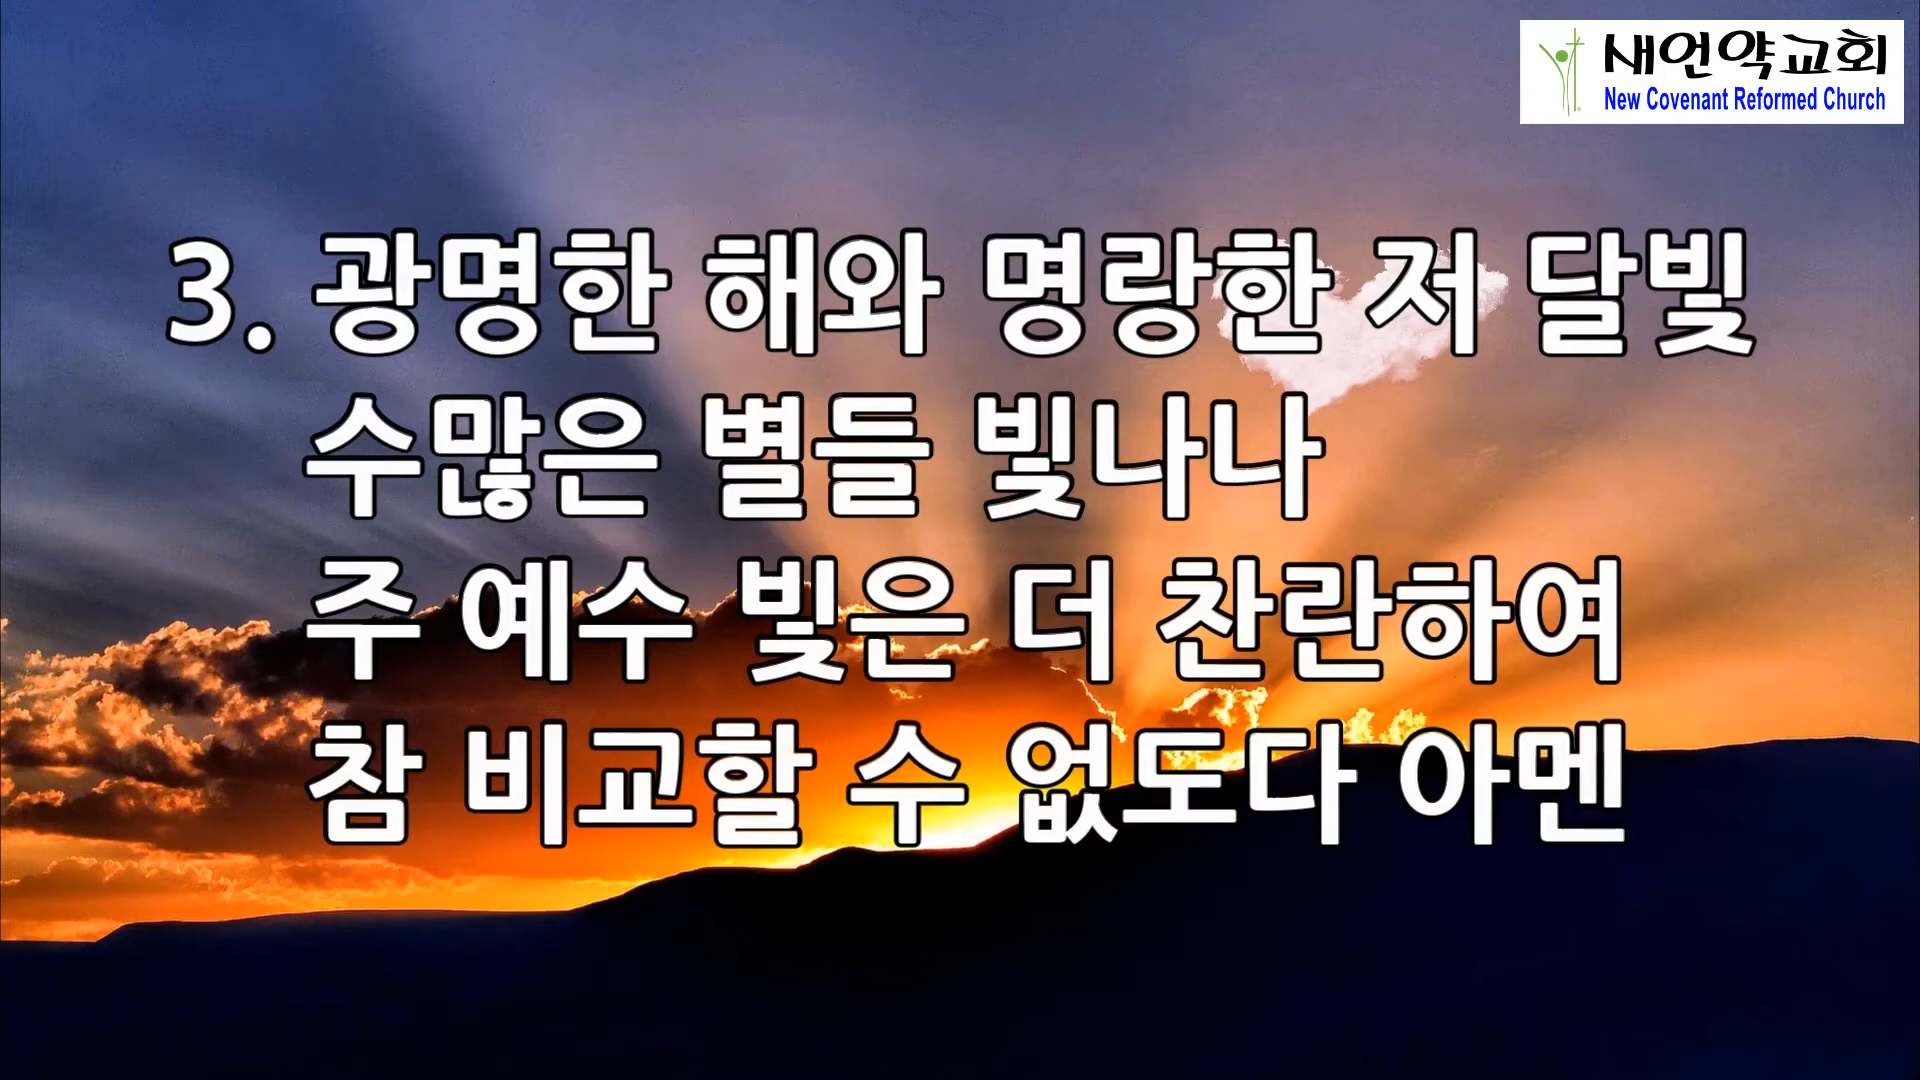 새언약교회
New Covenant Reformed Church
3. 광명한 해와 명랑한 저 달빛
수많은 별들 빛나나
주 예수 빛은 더 찬란하여
참 비교할 수 없도다 아멘